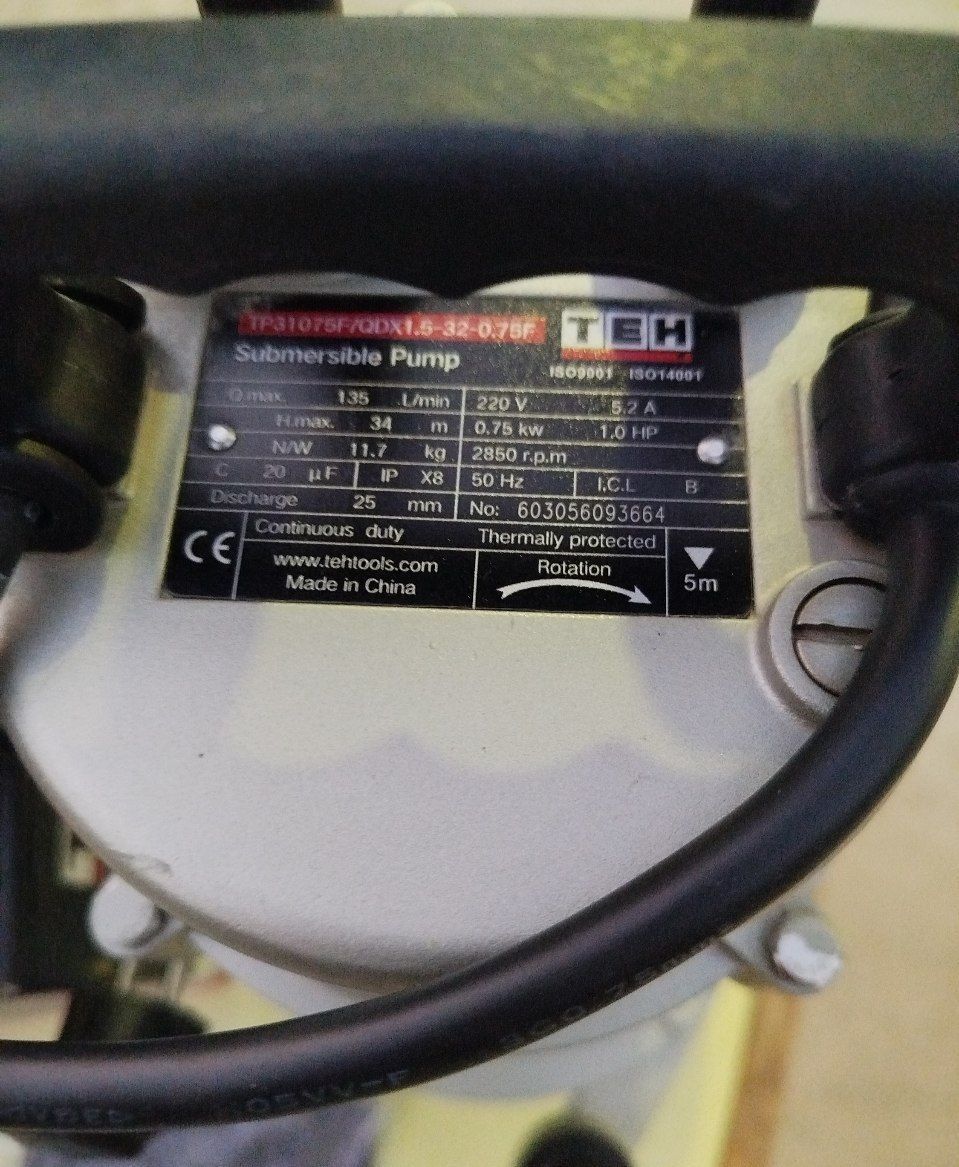 TP31075F/QDX1.5-32-0.75F
TEH
Submersible Pump
ISO9001 ISO14001
Q.max. 135 L/min 220 V 5.2 A
H.max. 34 m 0.75 kw 1.0 HP
N/W 11.7 kg 2850 r.p.m
C 20 µF IP X8 50 Hz I.C.L B
Discharge 25 mm No: 603056093664
Continuous duty Thermally protected
CE
www.tehtools.com
Made in China
Rotation
5m